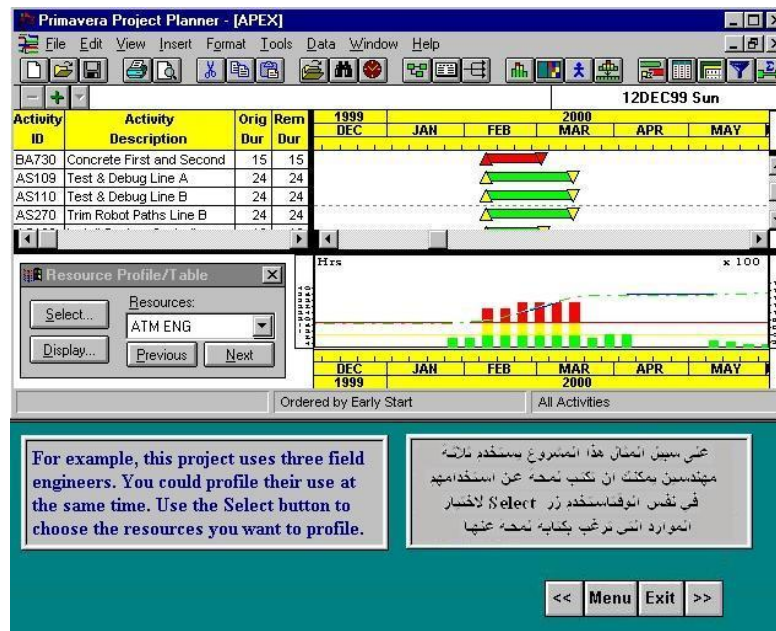 Primavera Project Planner - [APEX]
File Edit View Insert Format Tools Data Window Help
12DEC99 Sun
Activity ID Activity Description Orig Dur Rem Dur
1999 2000
DEC JAN FEB MAR APR MAY
BA730 Concrete First and Second 15 15
AS109 Test & Debug Line A 24 24
AS110 Test & Debug Line B 24 24
AS270 Trim Robot Paths Line B 24 24
Resource Profile/Table
Select...
Resources:
ATM ENG
Display...
Previous Next
Hrs x 100
DEC JAN FEB MAR APR MAY
1999 2000
Ordered by Early Start All Activities
For example, this project uses three field
engineers. You could profile their use at
the same time. Use the Select button to
choose the resources you want to profile.
على سبيل المثال هذا المشروع يستخدم ثلاثة
مهندسين يمكنك ان تكتب لمحه عن استخدامهم
فى نفس الوقتاستخدم زر Select لاختيار
الموارد التى ترغب بكتابه لمحه عنها
<< Menu Exit >>